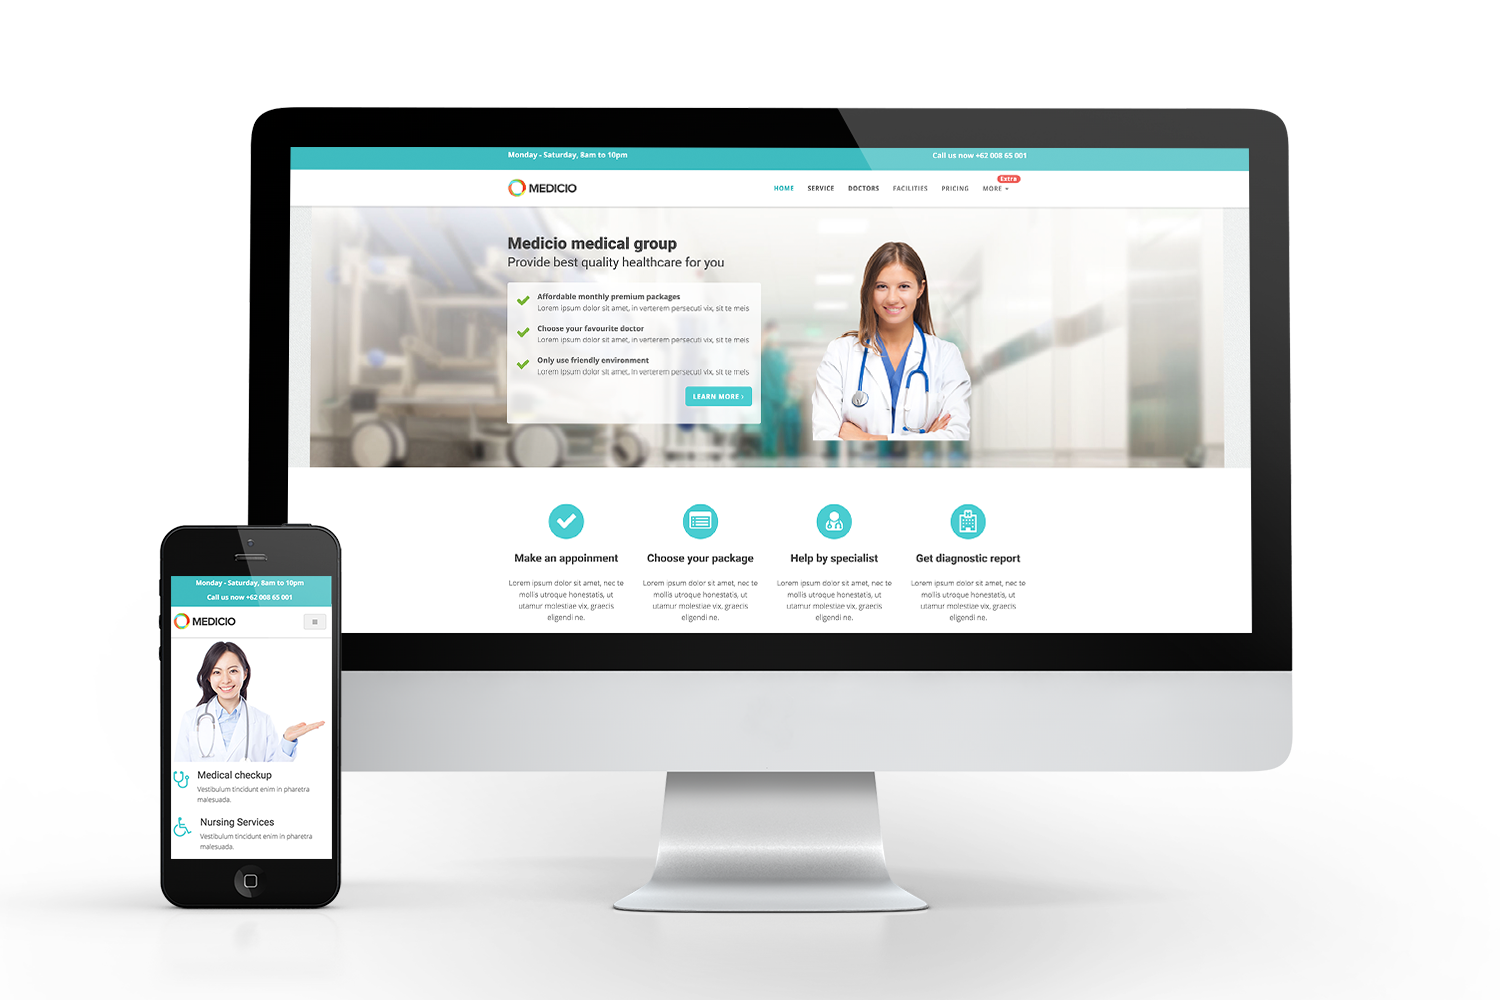 Monday - Saturday, 8am to 10pm
Call us now +62 008 65 001
MEDICIO
HOME SERVICE DOCTORS FACILITIES PRICING MORE
Extra
Medicio medical group
Provide best quality healthcare for you
Affordable monthly premium packages
Lorem ipsum dolor sit amet, in verterem persecuti vix, sit te meis
Choose your favourite doctor
Lorem ipsum dolor sit amet, in verterem persecuti vix, sit te meis
Only use friendly environment
Lorem ipsum dolor sit amet, in verterem persecuti vix, sit te meis
LEARN MORE
Make an appoinment
Lorem ipsum dolor sit amet, nec te
mollis utroque honestatis, ut
utamur molestiae vix, graecis
eligendi ne.
Choose your package
Lorem ipsum dolor sit amet, nec te
mollis utroque honestatis, ut
utamur molestiae vix, graecis
eligendi ne.
Help by specialist
Lorem ipsum dolor sit amet, nec te
mollis utroque honestatis, ut
utamur molestiae vix, graecis
eligendi ne.
Get diagnostic report
Lorem ipsum dolor sit amet, nec te
mollis utroque honestatis, ut
utamur molestiae vix, graecis
eligendi ne.
Monday - Saturday, 8am to 10pm
Call us now +62 008 65 001
MEDICIO
Medical checkup
Vestibulum tincidunt enim in pharetra
malesuada.
Nursing Services
Vestibulum tincidunt enim in pharetra
malesuada.